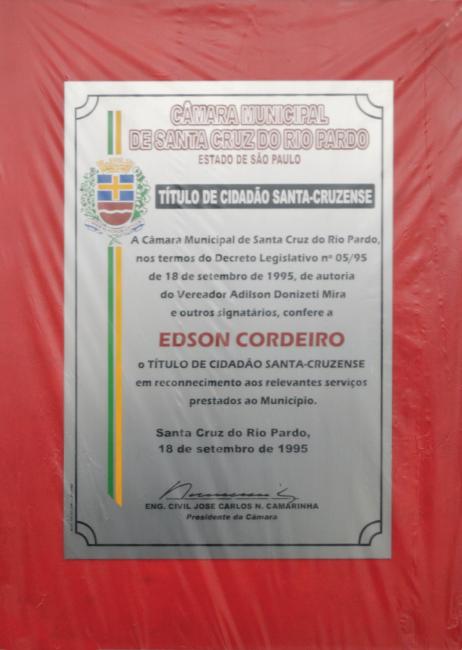 CÂMARA MUNICIPAL
DE SANTA CRUZ DO RIO PARDO
ESTADO DE SÃO PAULO
TÍTULO DE CIDADÃO SANTA-CRUZENSE
A Câmara Municipal de Santa Cruz do Rio Pardo,
nos termos do Decreto Legislativo nº 05/95
de 18 de setembro de 1995, de autoria
do Vereador Adilson Donizeti Mira
e outros signatários, confere a
EDSON CORDEIRO
o TÍTULO DE CIDADÃO SANTA-CRUZENSE
em reconhecimento aos relevantes serviços
prestados ao Município.
Santa Cruz do Rio Pardo,
18 de setembro de 1995
ENG. CIVIL JOSE CARLOS N. CAMARINHA
Presidente da Câmara